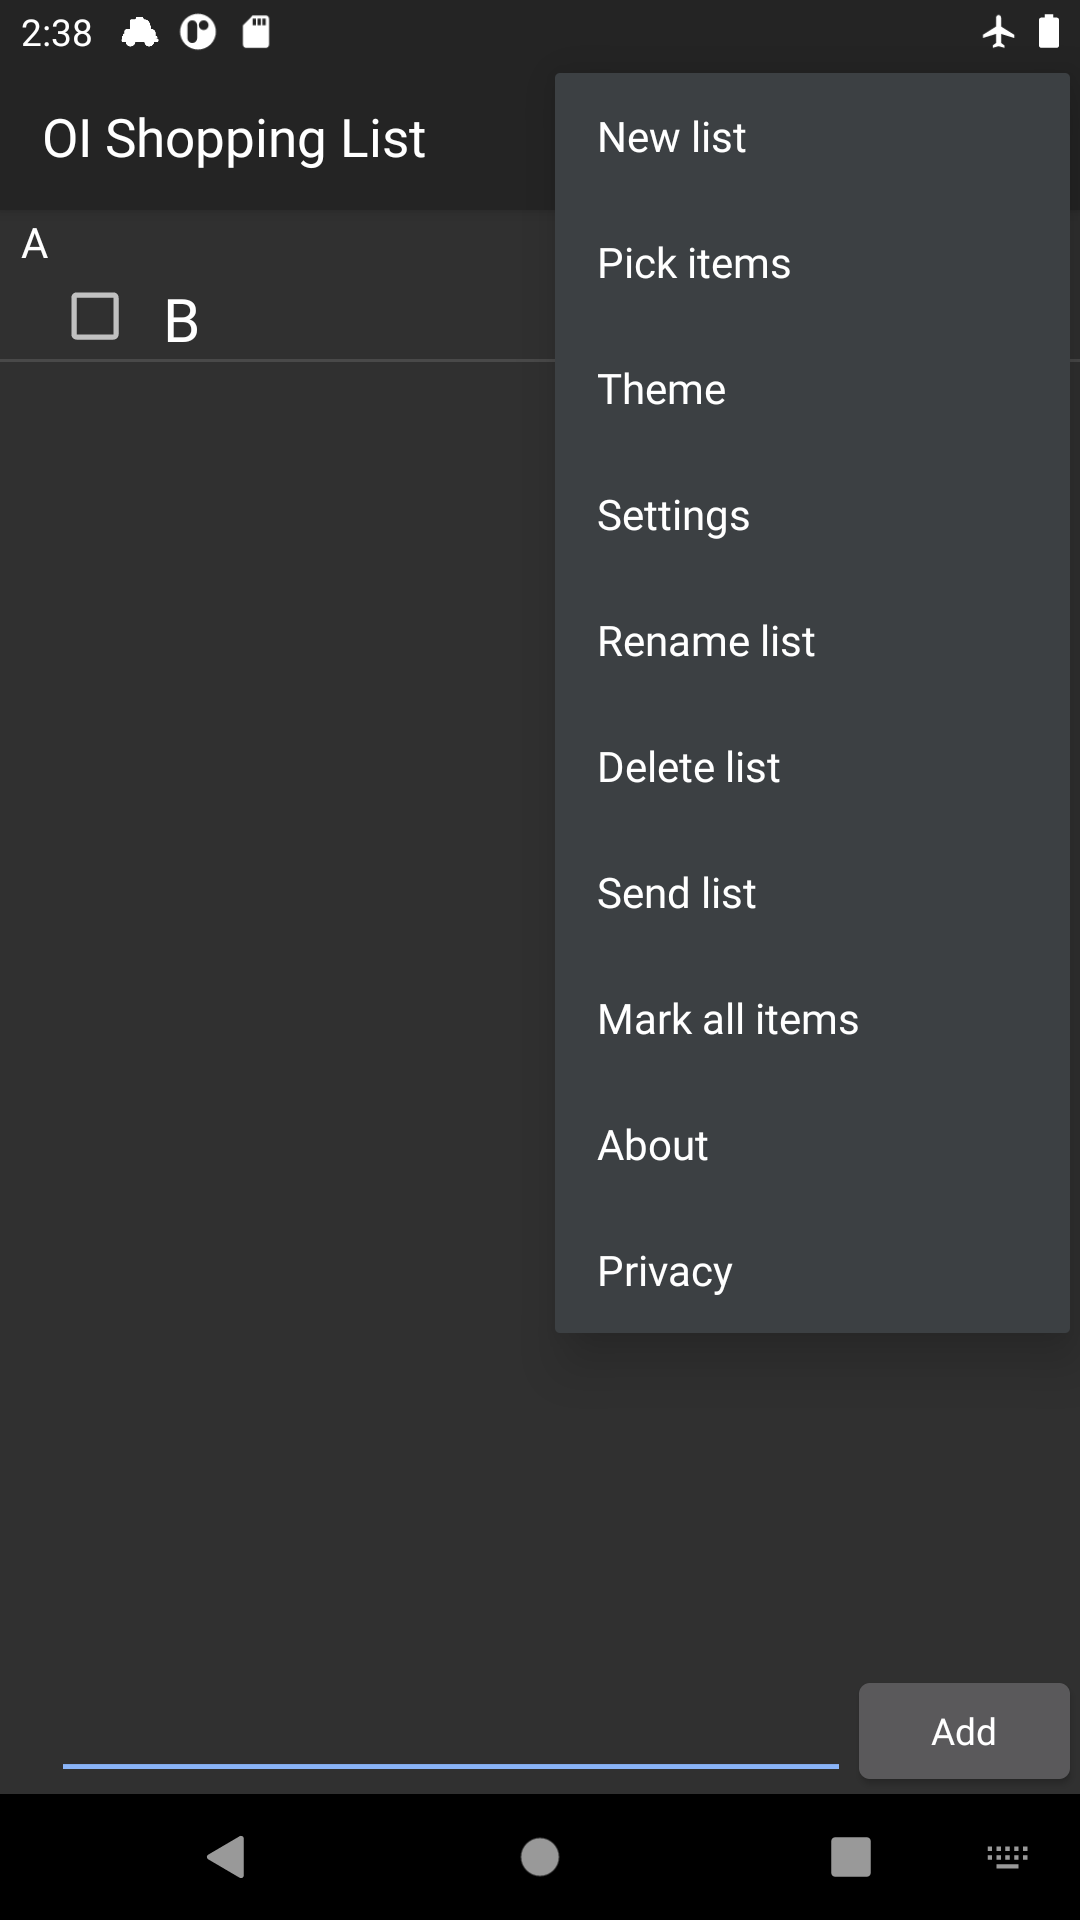 2:38
OI Shopping List
A
B
New list
Pick items
Theme
Settings
Rename list
Delete list
Send list
Mark all items
About
Privacy
Add